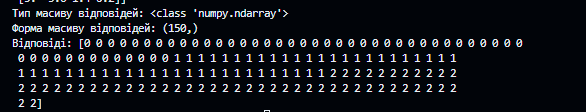 Тип масиву відповідей: <class 'numpy.ndarray'>
Форма масиву відповідей: (150,)
Відповіді: [0 0 0 0 0 0 0 0 0 0 0 0 0 0 0 0 0 0 0 0 0 0 0 0 0 0 0 0 0 0 0 0 0 0 0 0 0
0 0 0 0 0 0 0 0 0 0 0 0 0 1 1 1 1 1 1 1 1 1 1 1 1 1 1 1 1 1 1 1 1 1 1 1 1
1 1 1 1 1 1 1 1 1 1 1 1 1 1 1 1 1 1 1 1 1 1 1 1 1 1 2 2 2 2 2 2 2 2 2 2 2
2 2 2 2 2 2 2 2 2 2 2 2 2 2 2 2 2 2 2 2 2 2 2 2 2 2 2 2 2 2 2 2 2 2 2 2 2
2 2]